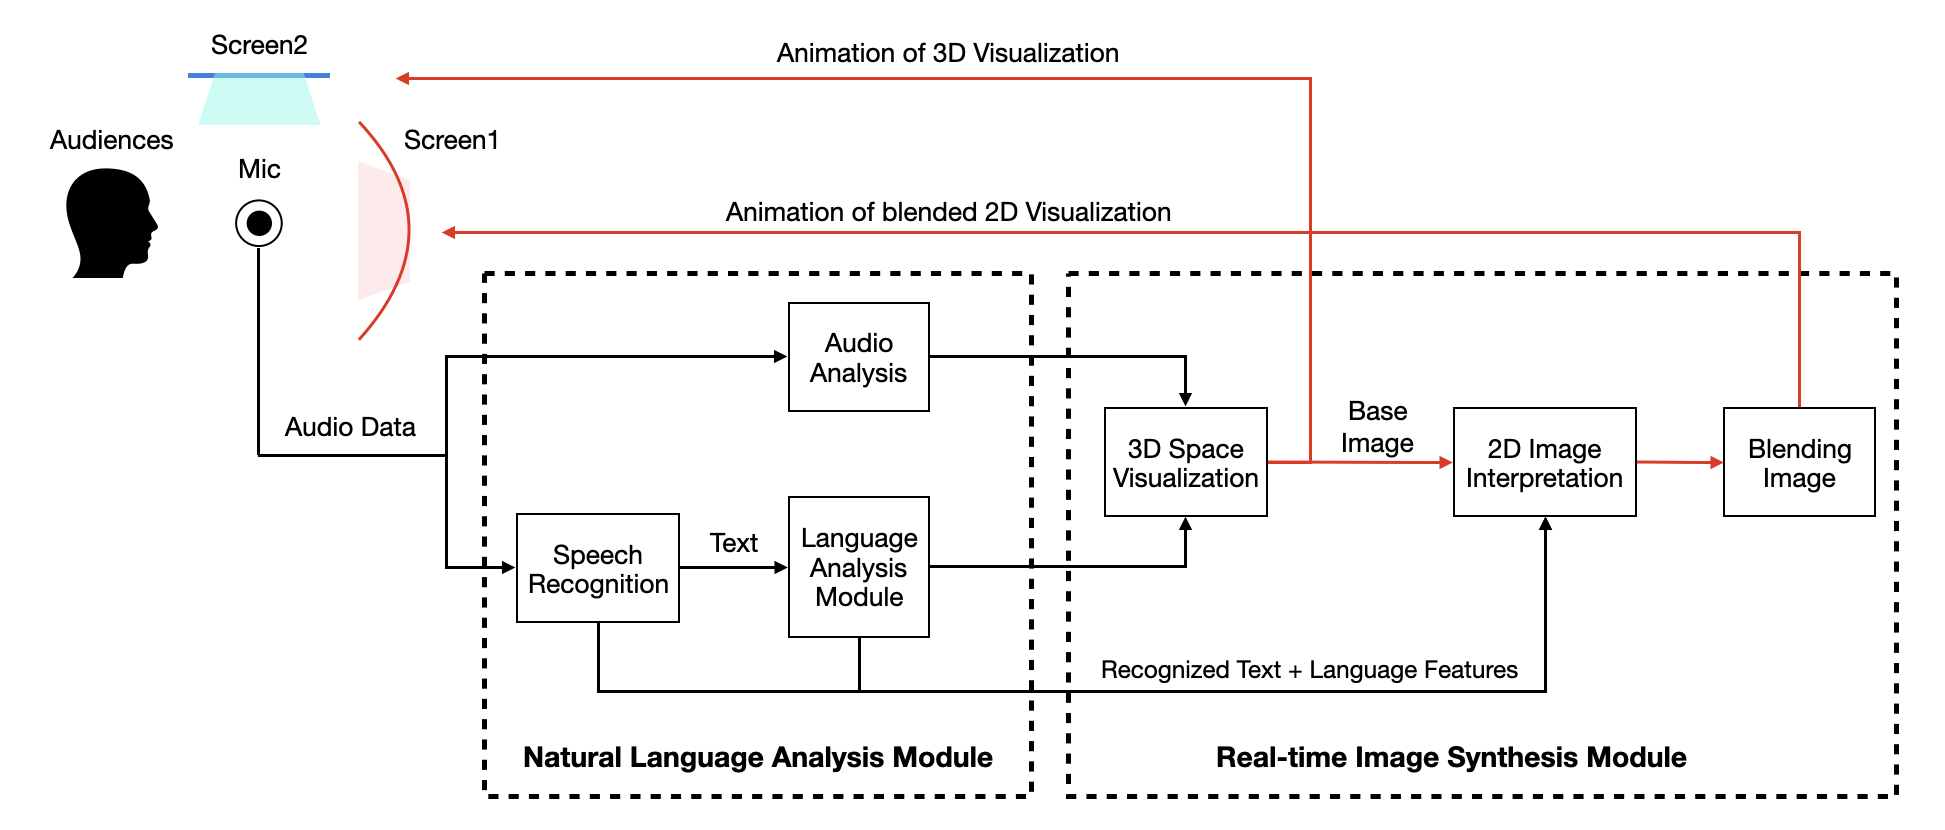 Screen2
Animation of 3D Visualization
Audiences
Screen1
Mic
Animation of blended 2D Visualization
Audio
Analysis
Audio Data
3D Space
Visualization
Base
Image
2D Image
Interpretation
Blending
Image
Speech
Recognition
Text
Language
Analysis
Module
Recognized Text + Language Features
Natural Language Analysis Module
Real-time Image Synthesis Module